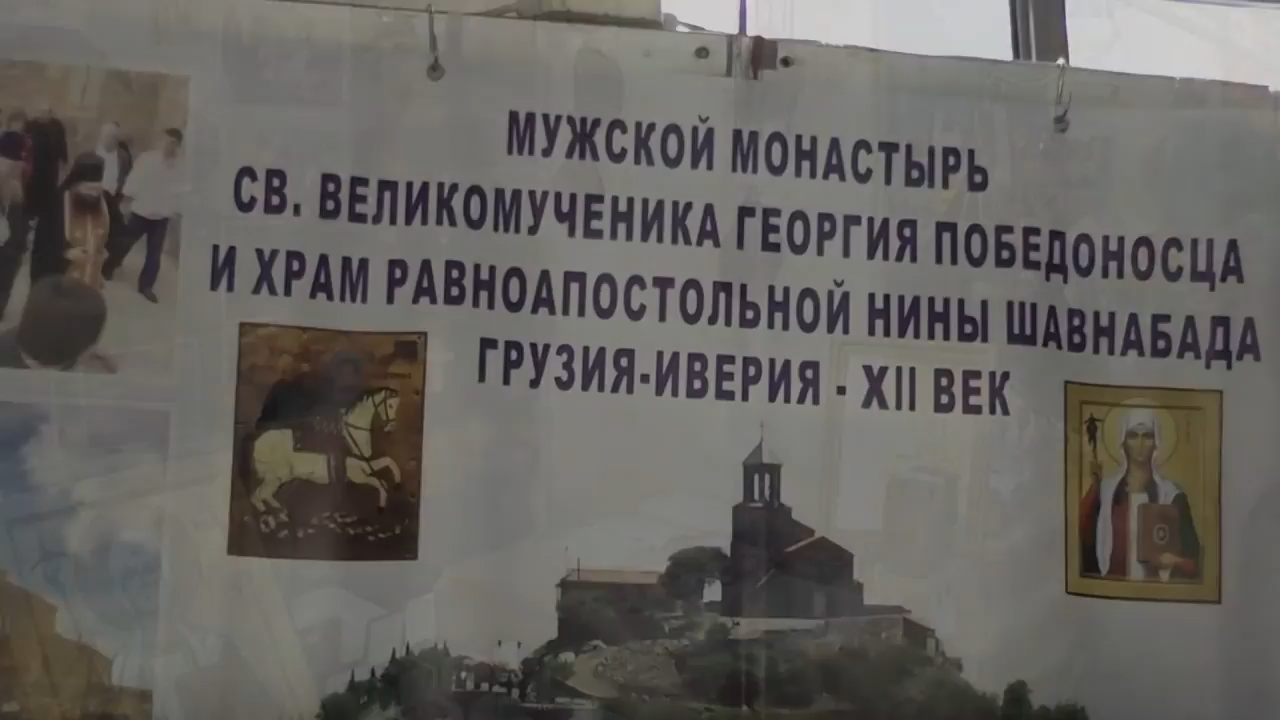 МУЖСКОЙ МОНАСТЫРЬ
СВ. ВЕЛИКОМУЧЕНИКА ГЕОРГИЯ ПОБЕДОНОСЦА
И ХРАМ РАВНОАПОСТОЛЬНОЙ НИНЫ ШАВНАБАДА
ГРУЗИЯ-ИВЕРИЯ - XII ВЕК